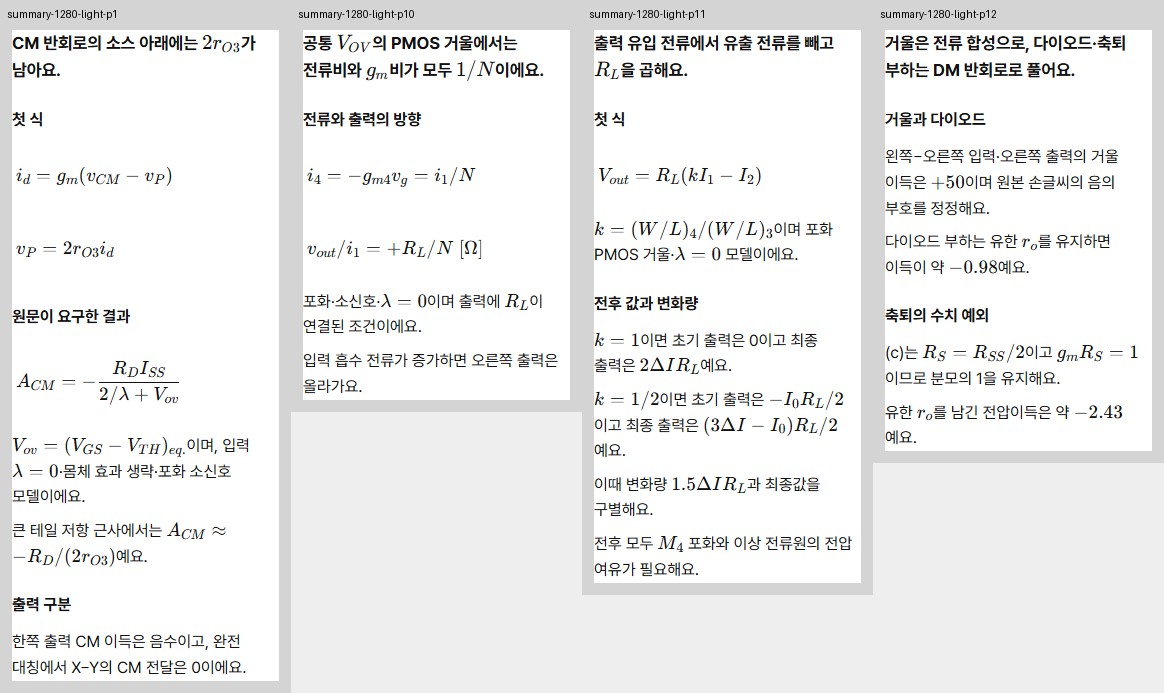 summary-1280-light-p1
CM 반회로의 소스 아래에는 2r_{O3}가
남아요.
첫 식
i_d = g_m(v_{CM} − v_P)
v_P = 2r_{O3}i_d
원문이 요구한 결과
A_{CM} = −\frac{R_D I_{SS}}{2/λ + V_{ov}}
V_{ov} = (V_{GS} − V_{TH})_{eq.}이며, 입력
λ = 0·몸체 효과 생략·포화 소신호
모델이에요.
큰 테일 저항 근사에서는 A_{CM} ≈
−R_D/(2r_{O3})예요.
출력 구분
한쪽 출력 CM 이득은 음수이고, 완전
대칭에서 X−Y의 CM 전달은 0이에요.
summary-1280-light-p10
공통 V_{OV}의 PMOS 거울에서는
전류비와 g_m비가 모두 1/N이에요.
전류와 출력의 방향
i_4 = −g_{m4}v_g = i_1/N
v_{out}/i_1 = +R_L/N [Ω]
포화·소신호·λ = 0이며 출력에 R_L이
연결된 조건이에요.
입력 흡수 전류가 증가하면 오른쪽 출력은
올라가요.
summary-1280-light-p11
출력 유입 전류에서 유출 전류를 빼고
R_L을 곱해요.
첫 식
V_{out} = R_L(kI_1 − I_2)
k = (W/L)_4/(W/L)_3이며 포화
PMOS 거울·λ = 0 모델이에요.
전후 값과 변화량
k = 1이면 초기 출력은 0이고 최종
출력은 2ΔIR_L예요.
k = 1/2이면 초기 출력은 −I_0R_L/2
이고 최종 출력은 (3ΔI − I_0)R_L/2
예요.
이때 변화량 1.5ΔIR_L과 최종값을
구별해요.
전후 모두 M_4 포화와 이상 전류원의 전압
여유가 필요해요.
summary-1280-light-p12
거울은 전류 합성으로, 다이오드·축퇴
부하는 DM 반회로로 풀어요.
거울과 다이오드
왼쪽−오른쪽 입력·오른쪽 출력의 거울
이득은 +50이며 원본 손글씨의 음의
부호를 정정해요.
다이오드 부하는 유한 r_o를 유지하면
이득이 약 −0.98예요.
축퇴의 수치 예외
(c)는 R_S = R_{SS}/2이고 g_mR_S = 1
이므로 분모의 1을 유지해요.
유한 r_o를 남긴 전압이득은 약 −2.43
예요.